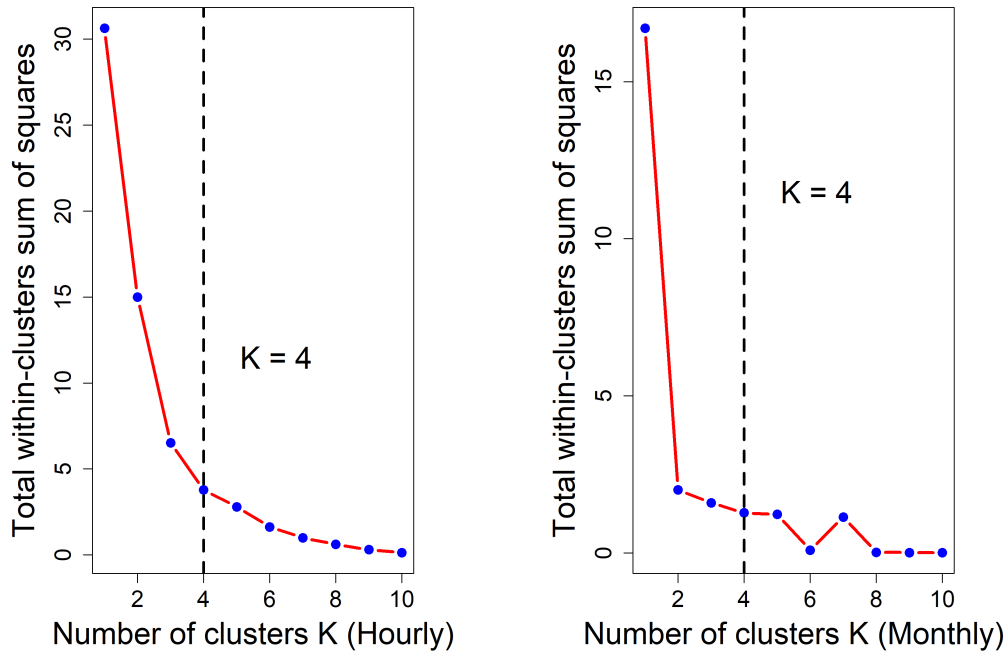 Total within-clusters sum of squares
30
25
20
15
10
5
0
K = 4
2 4 6 8 10
Number of clusters K (Hourly)
Total within-clusters sum of squares
15
10
5
0
K = 4
2 4 6 8 10
Number of clusters K (Monthly)